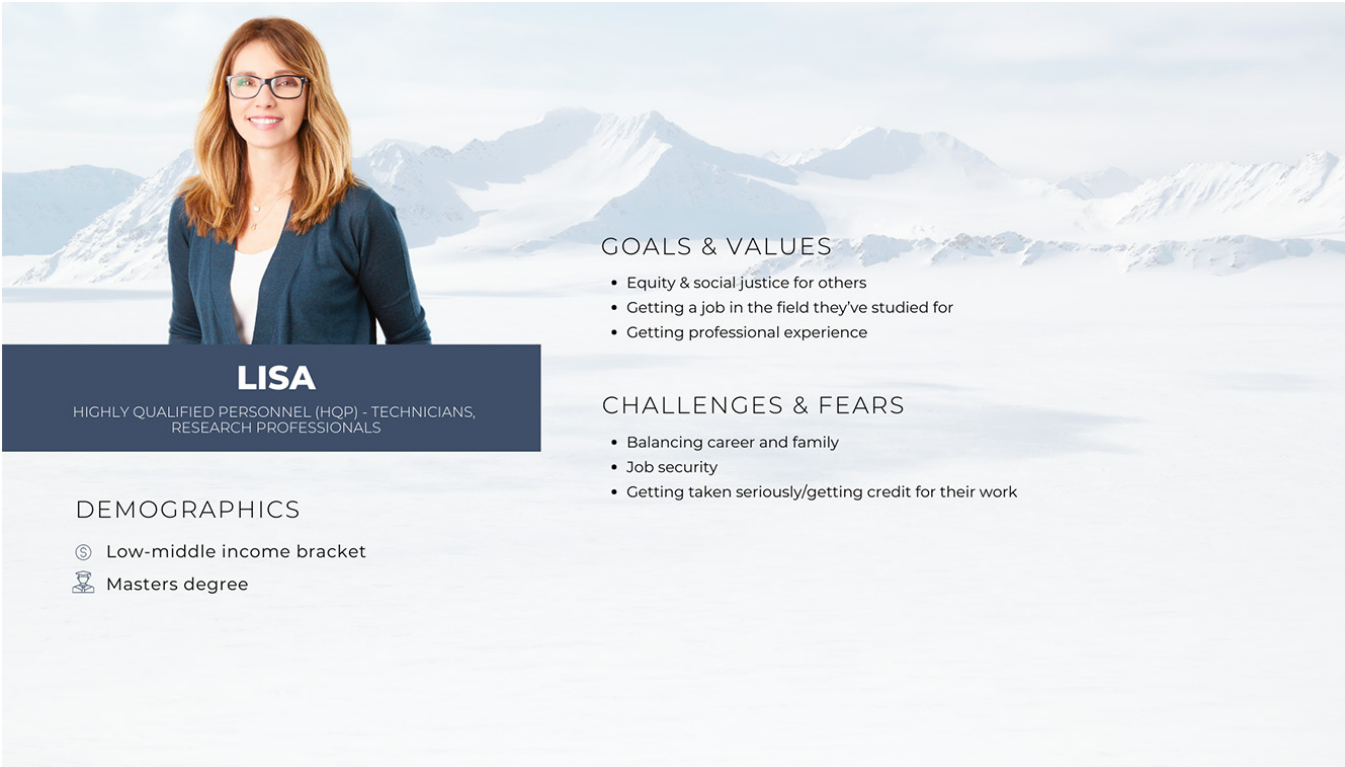 LISA
HIGHLY QUALIFIED PERSONNEL (HQP) - TECHNICIANS,
RESEARCH PROFESSIONALS
DEMOGRAPHICS
Low-middle income bracket
Masters degree
GOALS & VALUES
• Equity & social justice for others
• Getting a job in the field they’ve studied for
• Getting professional experience
CHALLENGES & FEARS
• Balancing career and family
• Job security
• Getting taken seriously/getting credit for their work